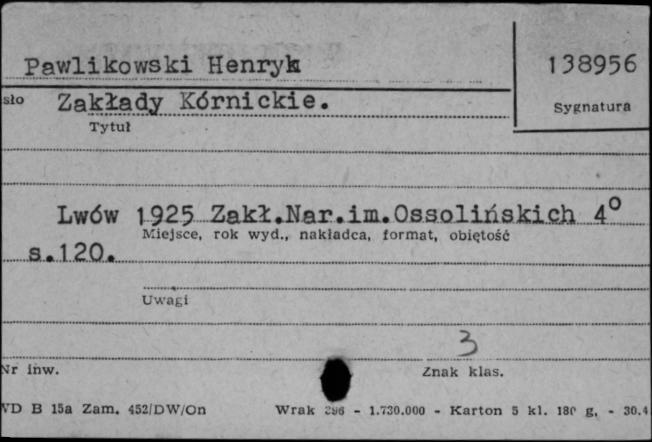 Pawlikowski Henryk
138956
sło Zakłady Kórnickie.
Sygnatura
Tytuł
Lwów 1925 Zakł.Nar.im.Ossolińskich 4°
Miejsce, rok wyd., nakładca, format, objętość
s.120.
Uwagi
3
Nr inw.
Znak klas.
VD B 15a Zam. 452/DW/On Wrak - 1.730.000 - Karton 5 kl. 180 g, - 30.4